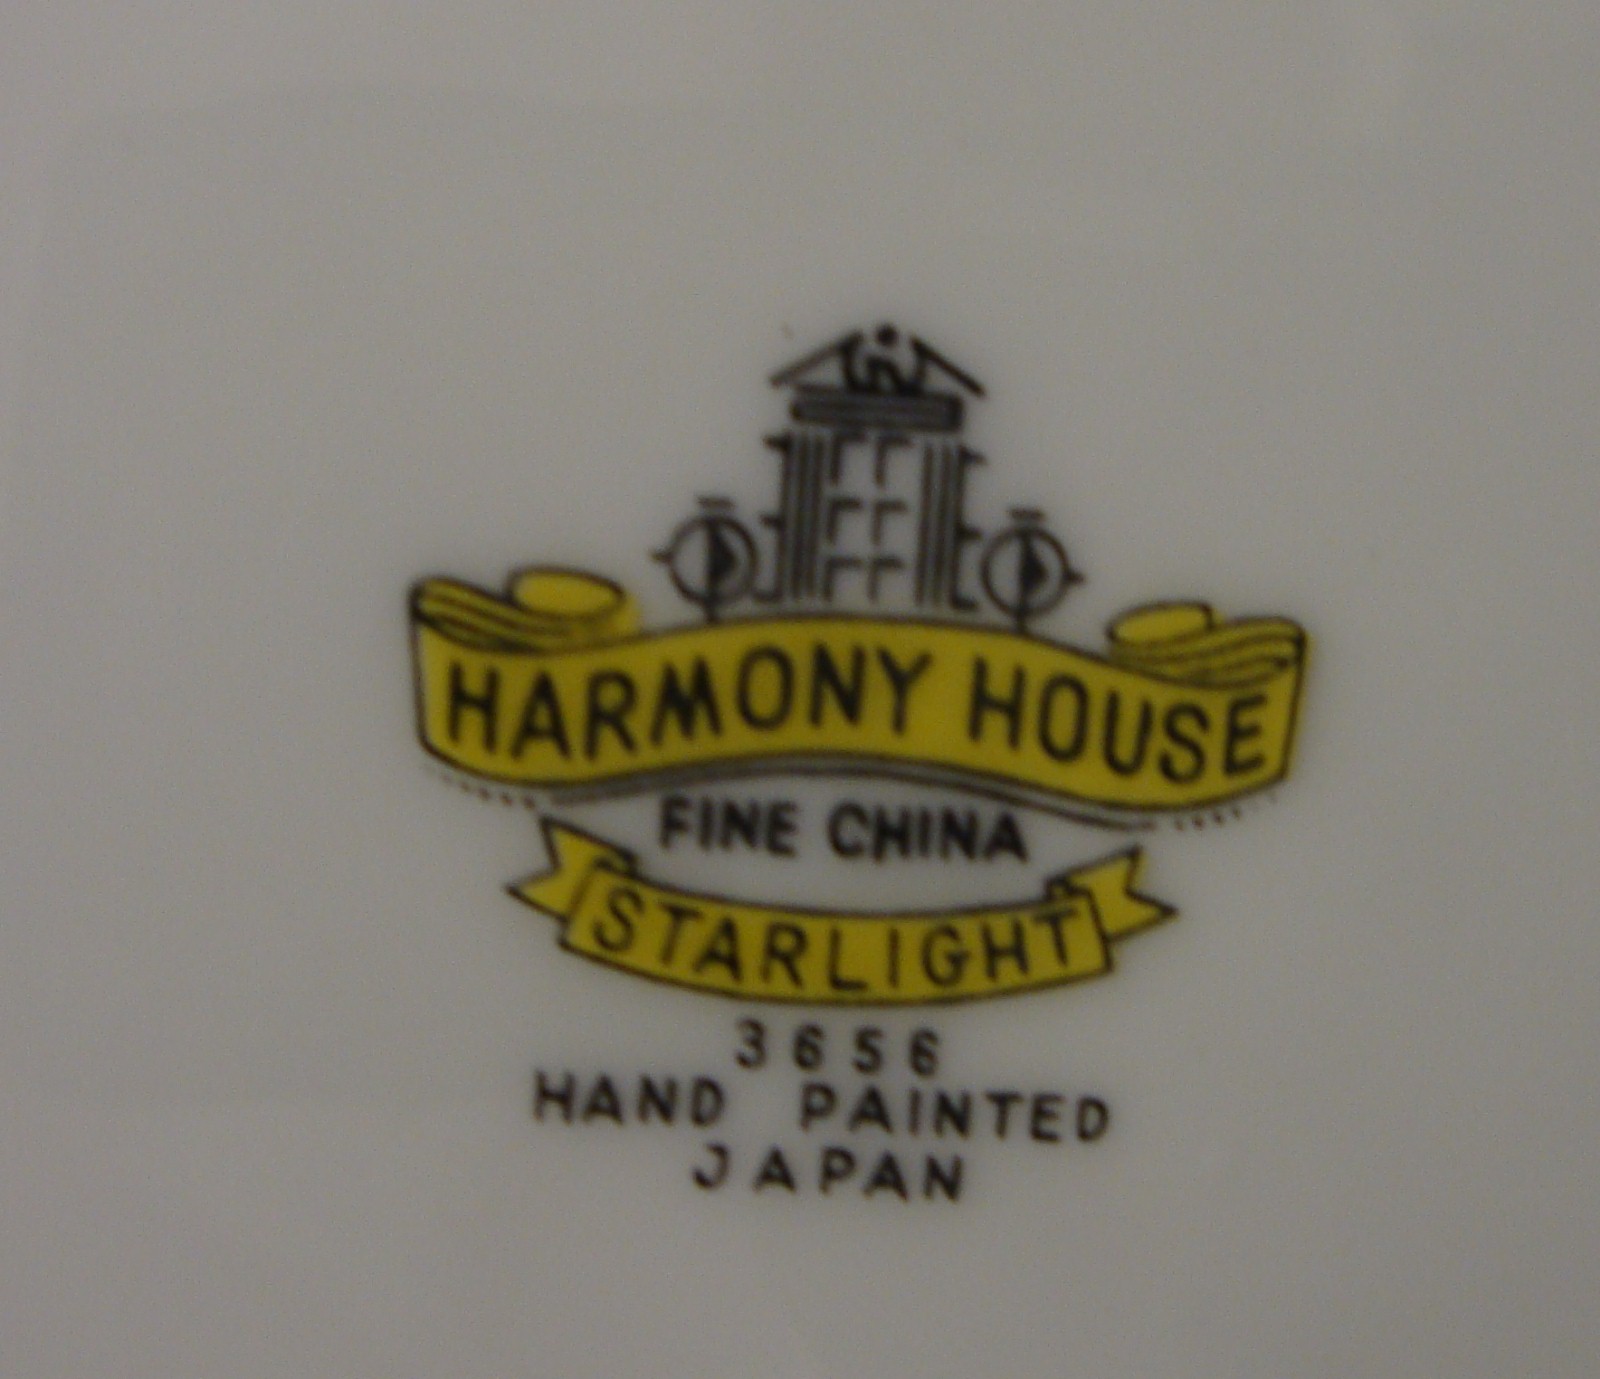 HARMONY HOUSE
FINE CHINA
STARLIGHT
3656
HAND PAINTED
JAPAN